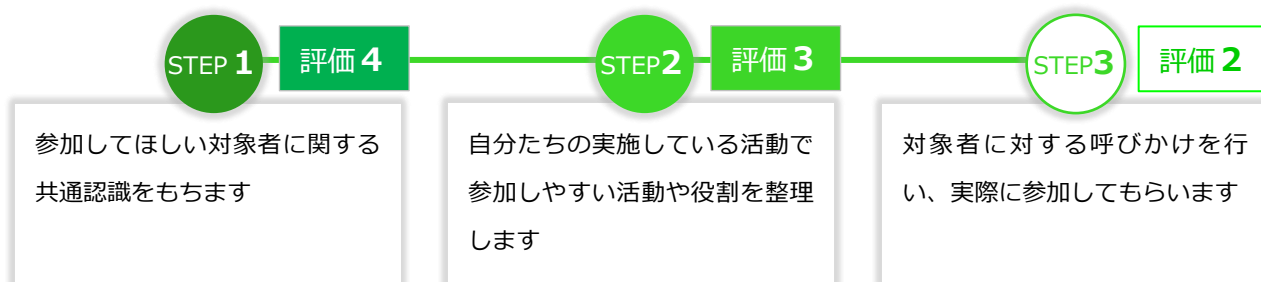 STEP 1 評価 4
参加してほしい対象者に関する
共通認識をもちます
STEP2 評価 3
自分たちの実施している活動で
参加しやすい活動や役割を整理
します
STEP3 評価 2
対象者に対する呼びかけを行
い、実際に参加してもらいます